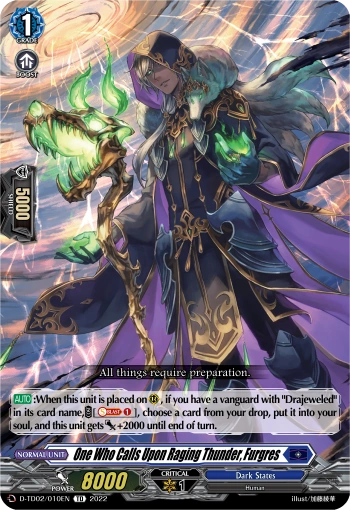 1
GRADE
BOOST
5000
SHIELD
All things require preparation.
AUTO:When this unit is placed on R, if you have a vanguard with "Drajeweled"
in its card name, [BLAST 1], choose a card from your drop, put it into your
soul, and this unit gets +2000 until end of turn.
NORMAL UNIT One Who Calls Upon Raging Thunder, Furgres
POWER 8000 CRITICAL 1 Dark States
Human
D-TD02/010EN TD 2022 illust/加藤綾華